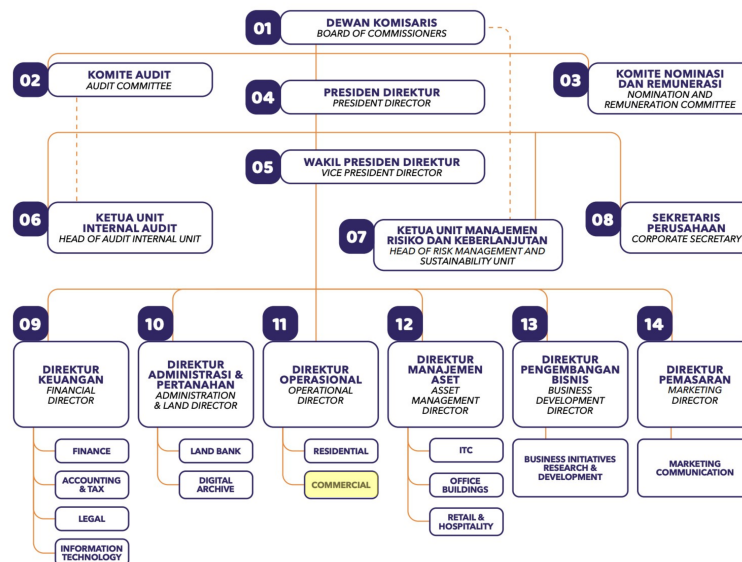 01
DEWAN KOMISARIS
BOARD OF COMMISSIONERS
02
KOMITE AUDIT
AUDIT COMMITTEE
03
KOMITE NOMINASI
DAN REMUNERASI
NOMINATION AND
REMUNERATION COMMITTEE
04
PRESIDEN DIREKTUR
PRESIDENT DIRECTOR
05
WAKIL PRESIDEN DIREKTUR
VICE PRESIDENT DIRECTOR
06
KETUA UNIT
INTERNAL AUDIT
HEAD OF AUDIT INTERNAL UNIT
07
KETUA UNIT MANAJEMEN
RISIKO DAN KEBERLANJUTAN
HEAD OF RISK MANAGEMENT AND
SUSTAINABILITY UNIT
08
SEKRETARIS
PERUSAHAAN
CORPORATE SECRETARY
09
DIREKTUR
KEUANGAN
FINANCIAL
DIRECTOR
FINANCE
ACCOUNTING
& TAX
LEGAL
INFORMATION
TECHNOLOGY
10
DIREKTUR
ADMINISTRASI &
PERTANAHAN
ADMINISTRATION
& LAND DIRECTOR
LAND BANK
DIGITAL
ARCHIVE
11
DIREKTUR
OPERASIONAL
OPERATIONAL
DIRECTOR
RESIDENTIAL
COMMERCIAL
12
DIREKTUR
MANAJEMEN
ASET
ASSET
MANAGEMENT
DIRECTOR
ITC
OFFICE
BUILDINGS
RETAIL &
HOSPITALITY
13
DIREKTUR
PENGEMBANGAN
BISNIS
BUSINESS
DEVELOPMENT
DIRECTOR
BUSINESS INITIATIVES
RESEARCH &
DEVELOPMENT
14
DIREKTUR
PEMASARAN
MARKETING
DIRECTOR
MARKETING
COMMUNICATION